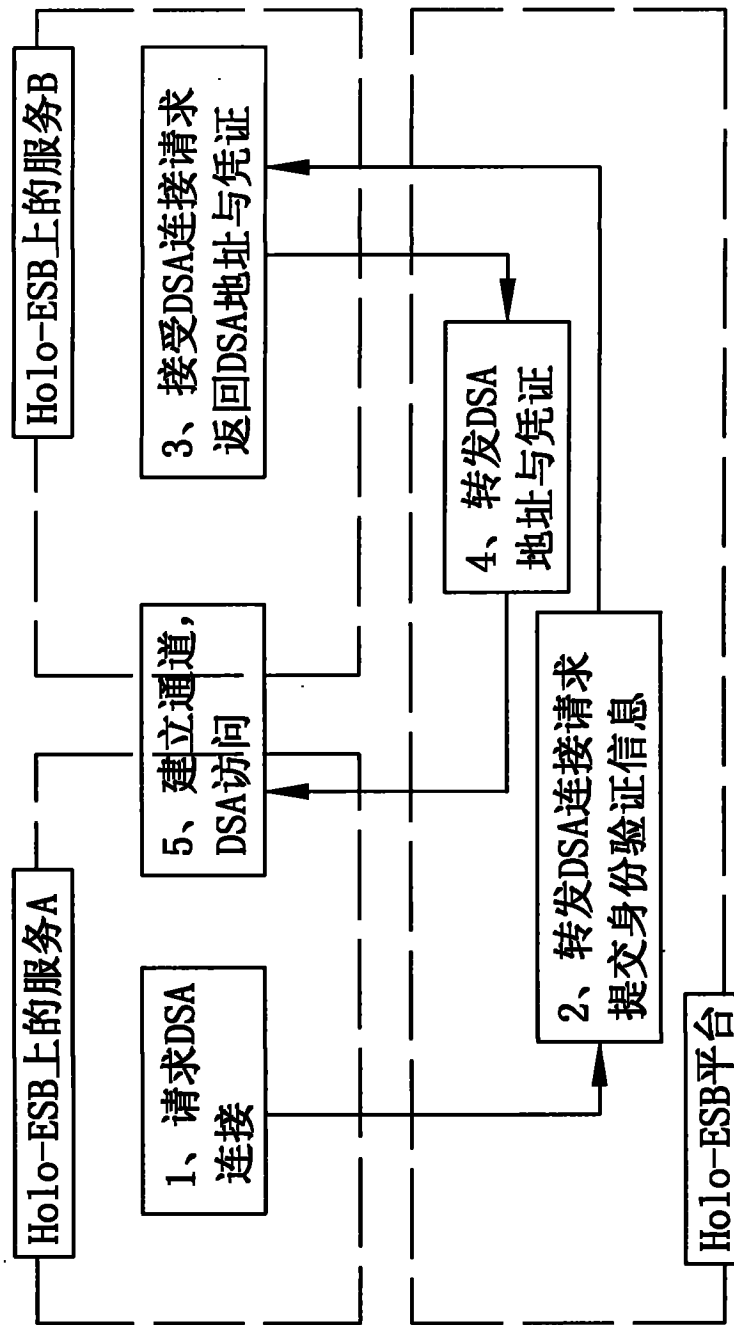 Holo-ESB上的服务A
Holo-ESB上的服务B
1、请求DSA
连接
5、建立通道，
DSA访问
3、接受DSA连接请求
返回DSA地址与凭证
4、转发DSA
地址与凭证
2、转发DSA连接请求
提交身份验证信息
Holo-ESB平台